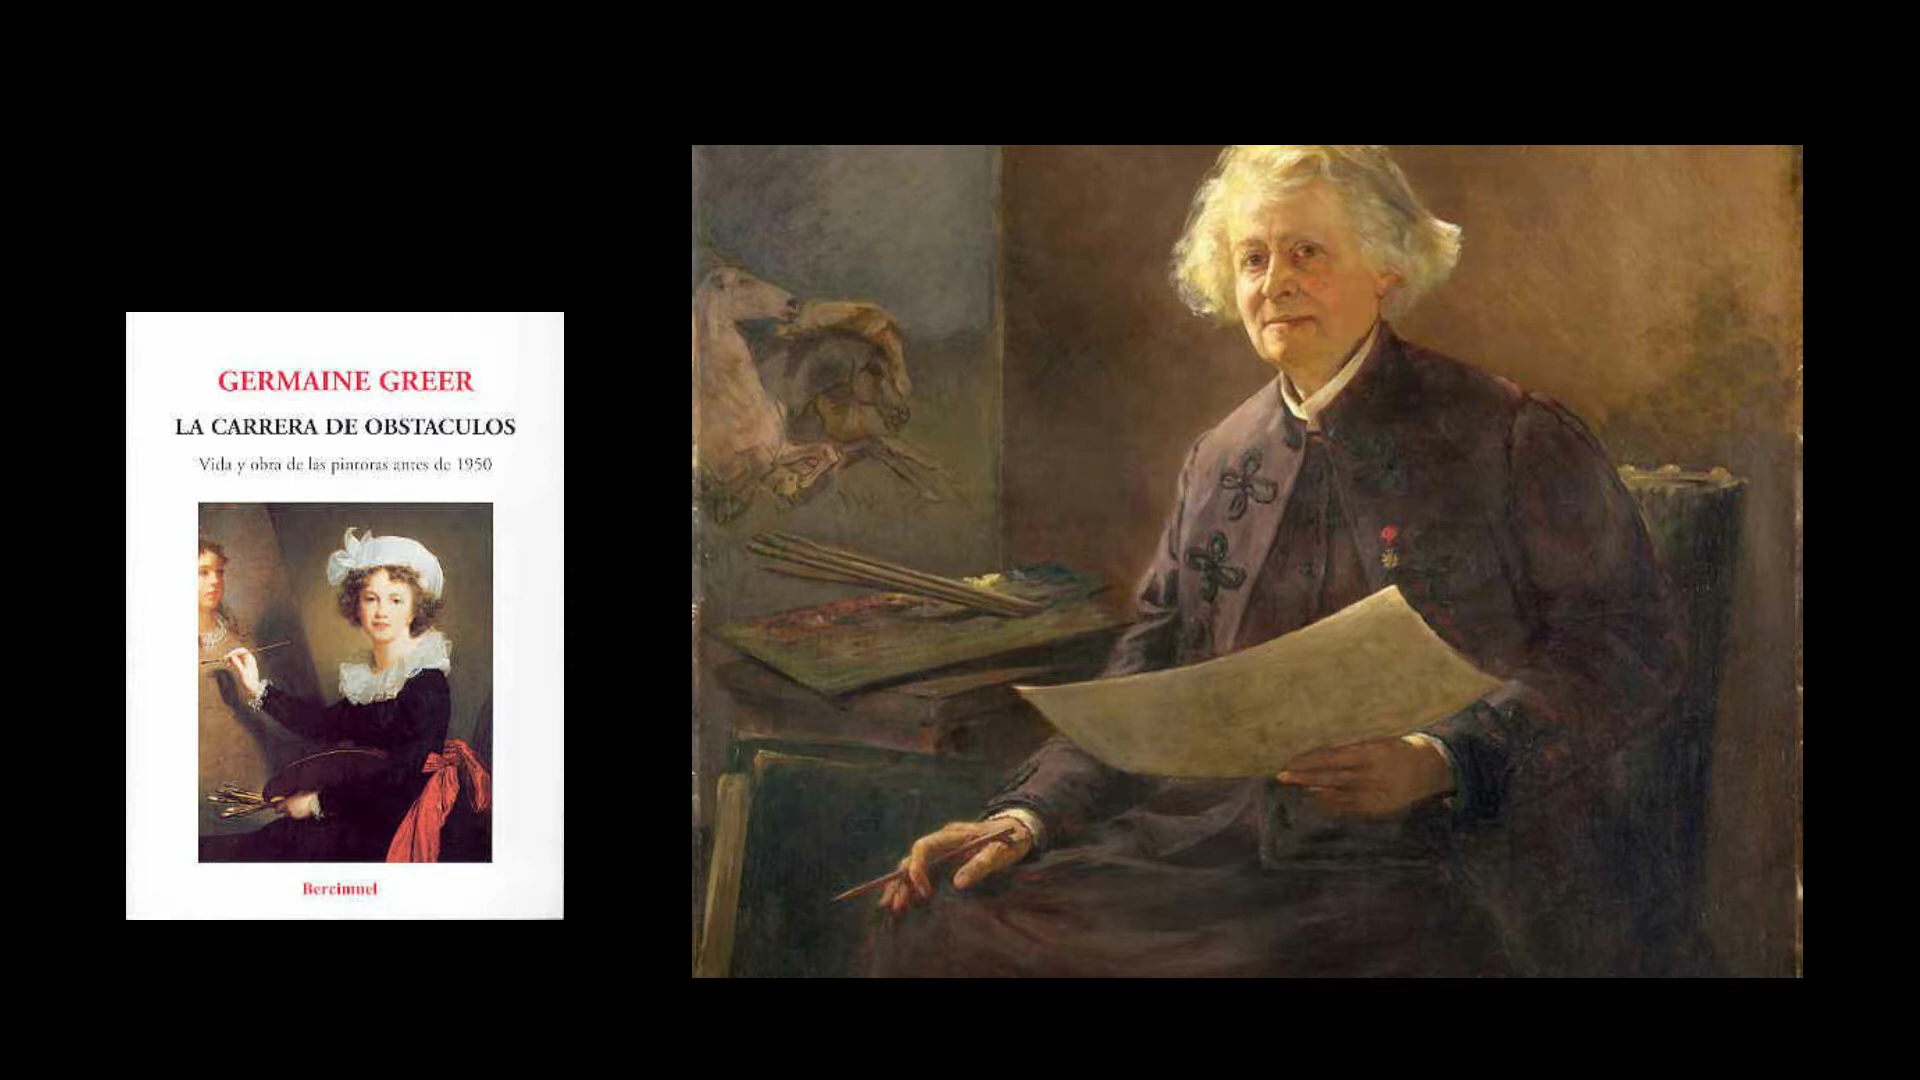 GERMAINE GREER
LA CARRERA DE OBSTACULOS
Vida y obra de las pintoras antes de 1950
Bercimuel